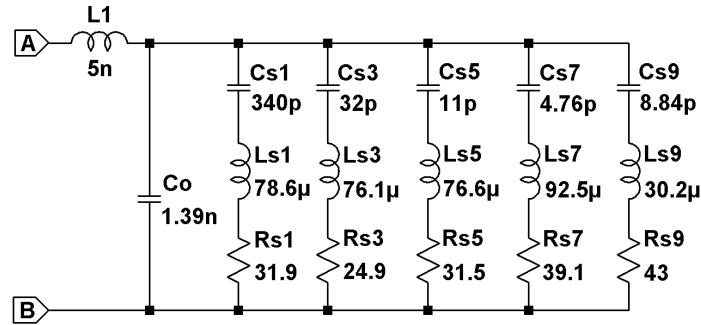 L1
A
5n
Cs1
340p
Cs3
32p
Cs5
11p
Cs7
4.76p
Cs9
8.84p
Ls1
78.6µ
Ls3
76.1µ
Ls5
76.6µ
Ls7
92.5µ
Ls9
30.2µ
Co
1.39n
Rs1
31.9
Rs3
24.9
Rs5
31.5
Rs7
39.1
Rs9
43
B